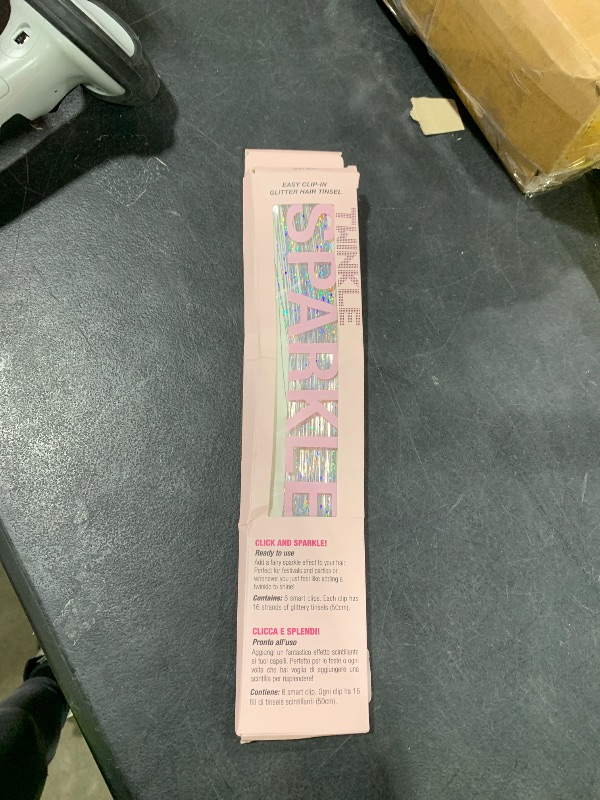 EASY CLIP-IN
GLITTER HAIR TINSEL
TWINKLE
SPARKLE
CLICK AND SPARKLE!
Ready to use
Add a fairy sparkle effect to your hair.
Perfect for festivals and parties or
whenever you just feel like adding a
twinkle to shine!
Contains: 6 smart clips. Each clip has
16 strands of glittery tinsels (50cm).
CLICCA E SPLENDI!
Pronto all'uso
Aggiungi un fantastico effetto scintillante
ai tuoi capelli. Perfetto per le feste o ogni
volta che hai voglia di aggiungere una
scintilla per risplendere!
Contiene: 6 smart clip. Ogni clip ha 16
fili di tinsels scintillanti (50cm).